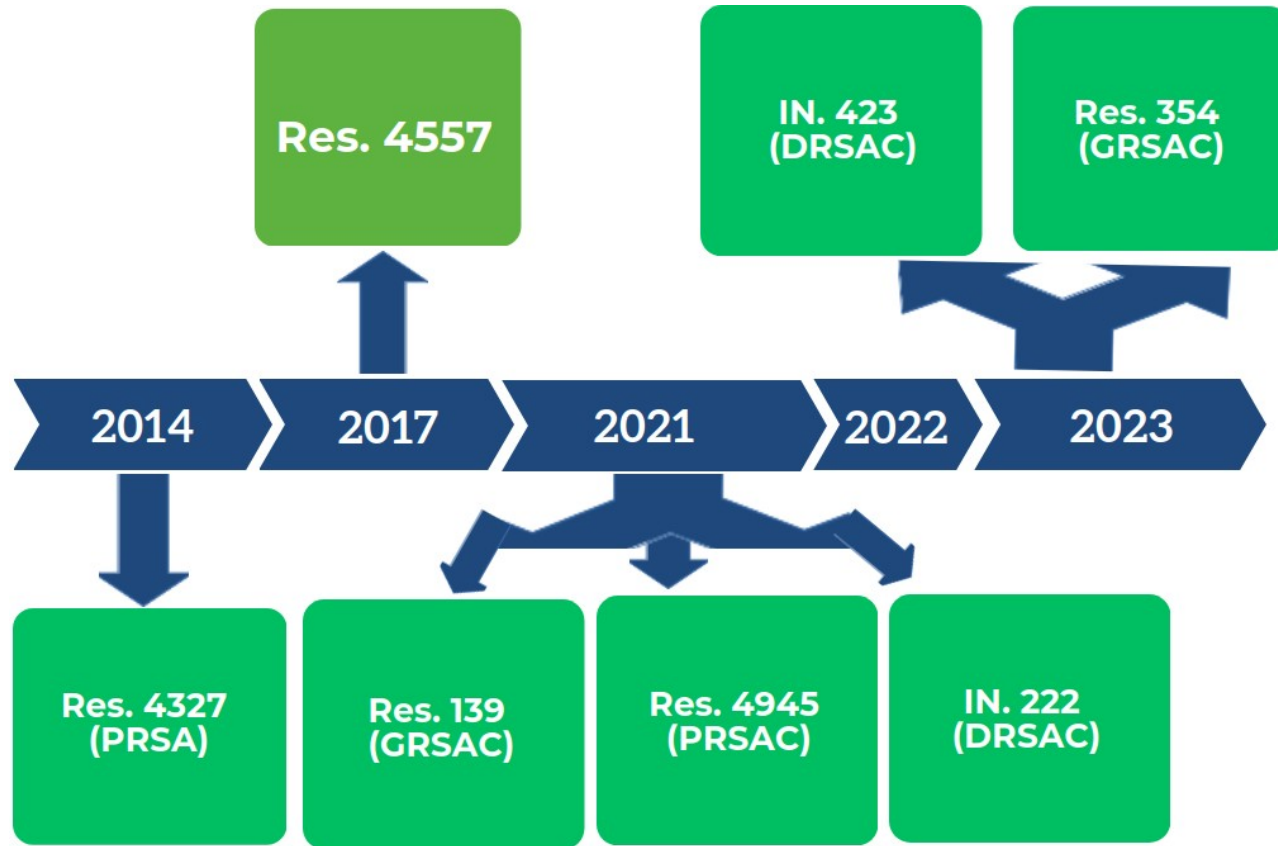 Res. 4557
IN. 423
(DRSAC)
Res. 354
(GRSAC)
2014
2017
2021
2022
2023
Res. 4327
(PRSA)
Res. 139
(GRSAC)
Res. 4945
(PRSAC)
IN. 222
(DRSAC)